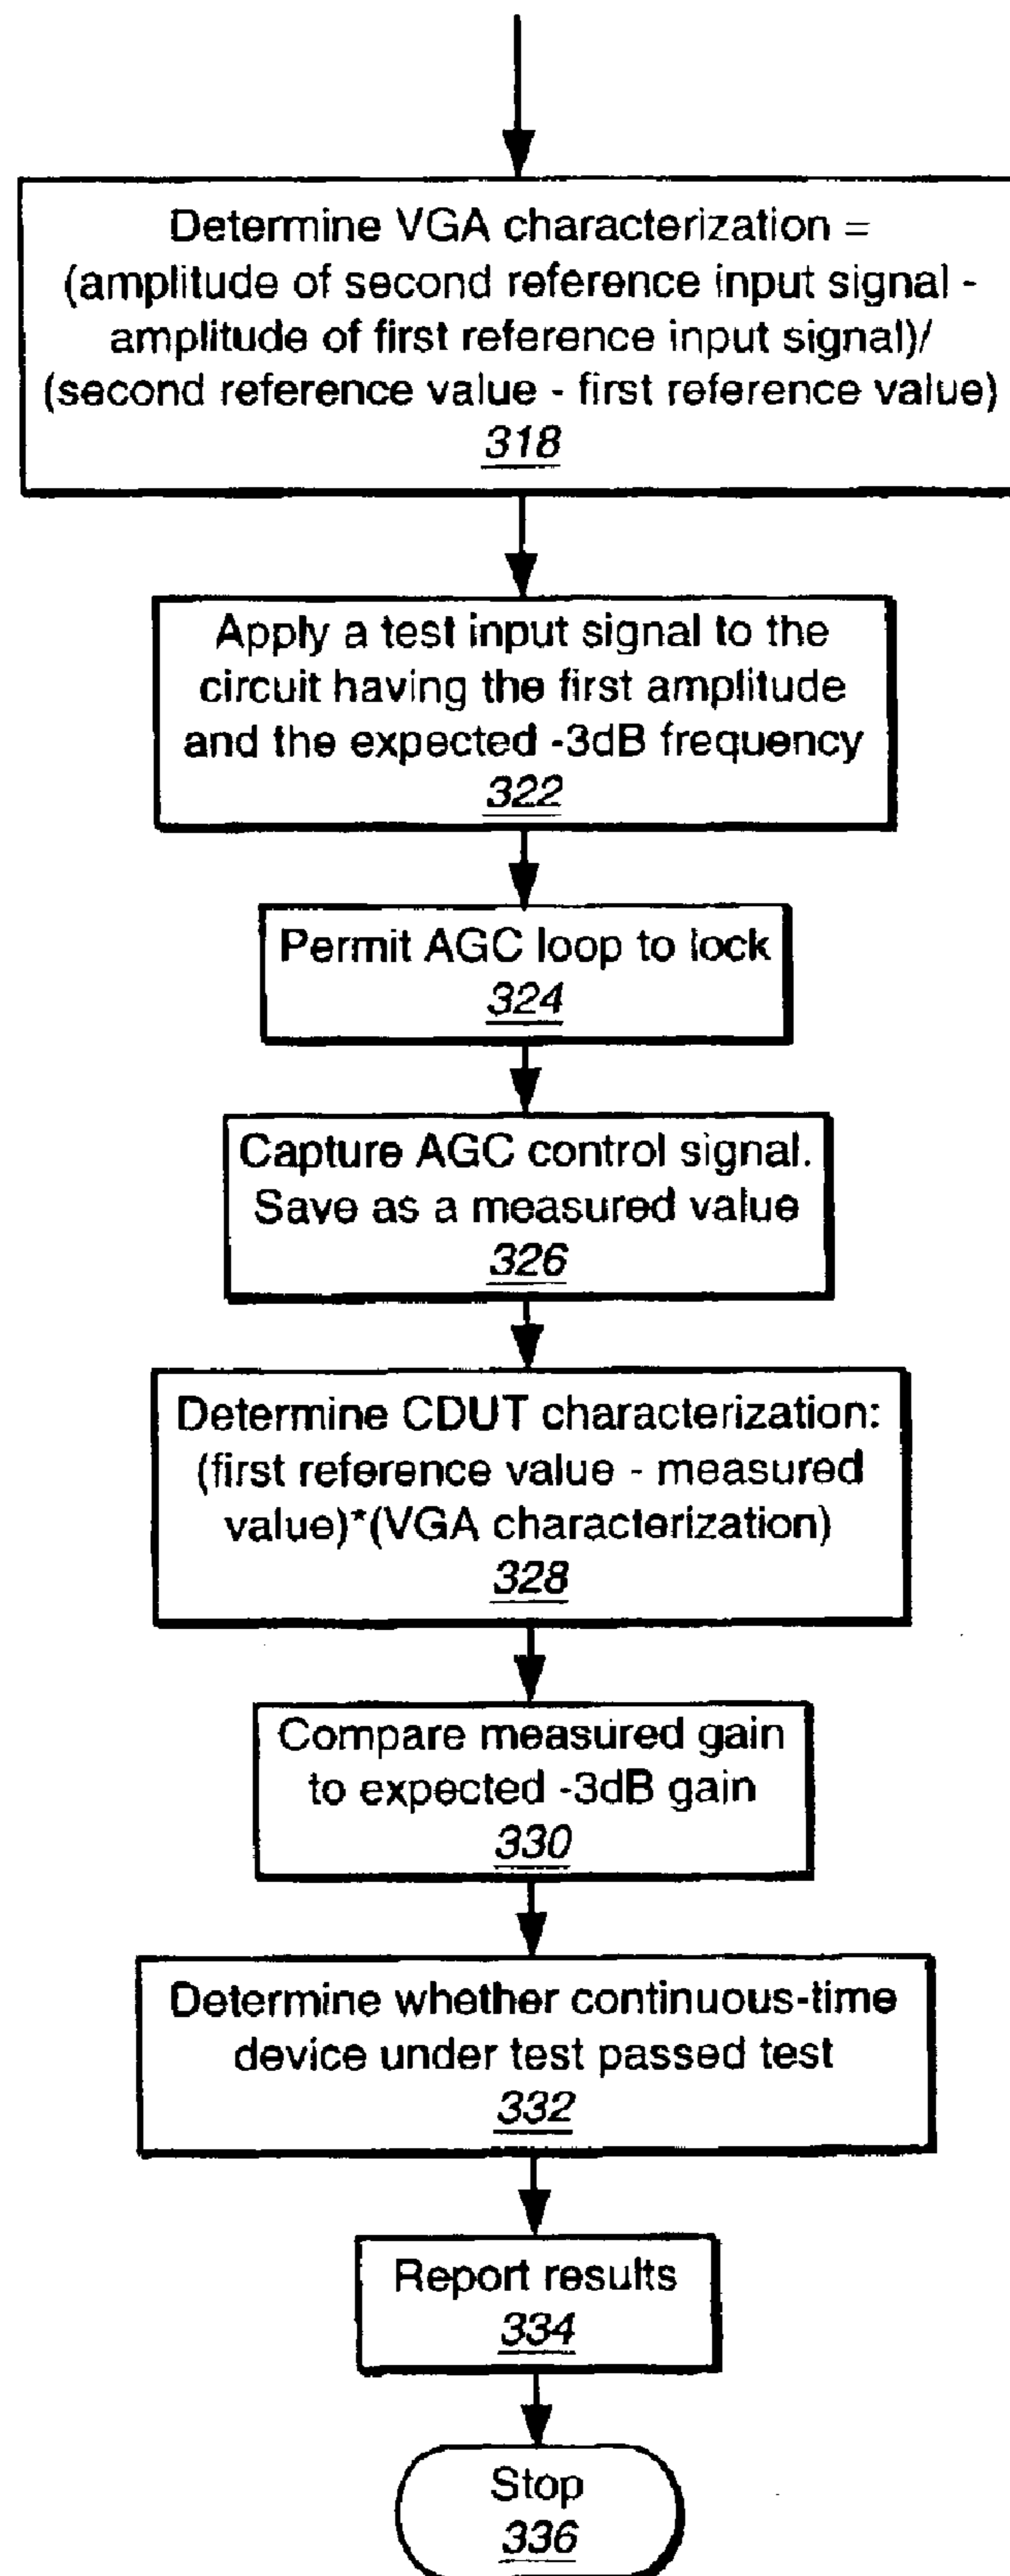 Determine VGA characterization =
(amplitude of second reference input signal -
amplitude of first reference input signal)/
(second reference value - first reference value)
318
Apply a test input signal to the
circuit having the first amplitude
and the expected -3dB frequency
322
Permit AGC loop to lock
324
Capture AGC control signal.
Save as a measured value
326
Determine CDUT characterization:
(first reference value - measured
value)*(VGA characterization)
328
Compare measured gain
to expected -3dB gain
330
Determine whether continuous-time
device under test passed test
332
Report results
334
Stop
336